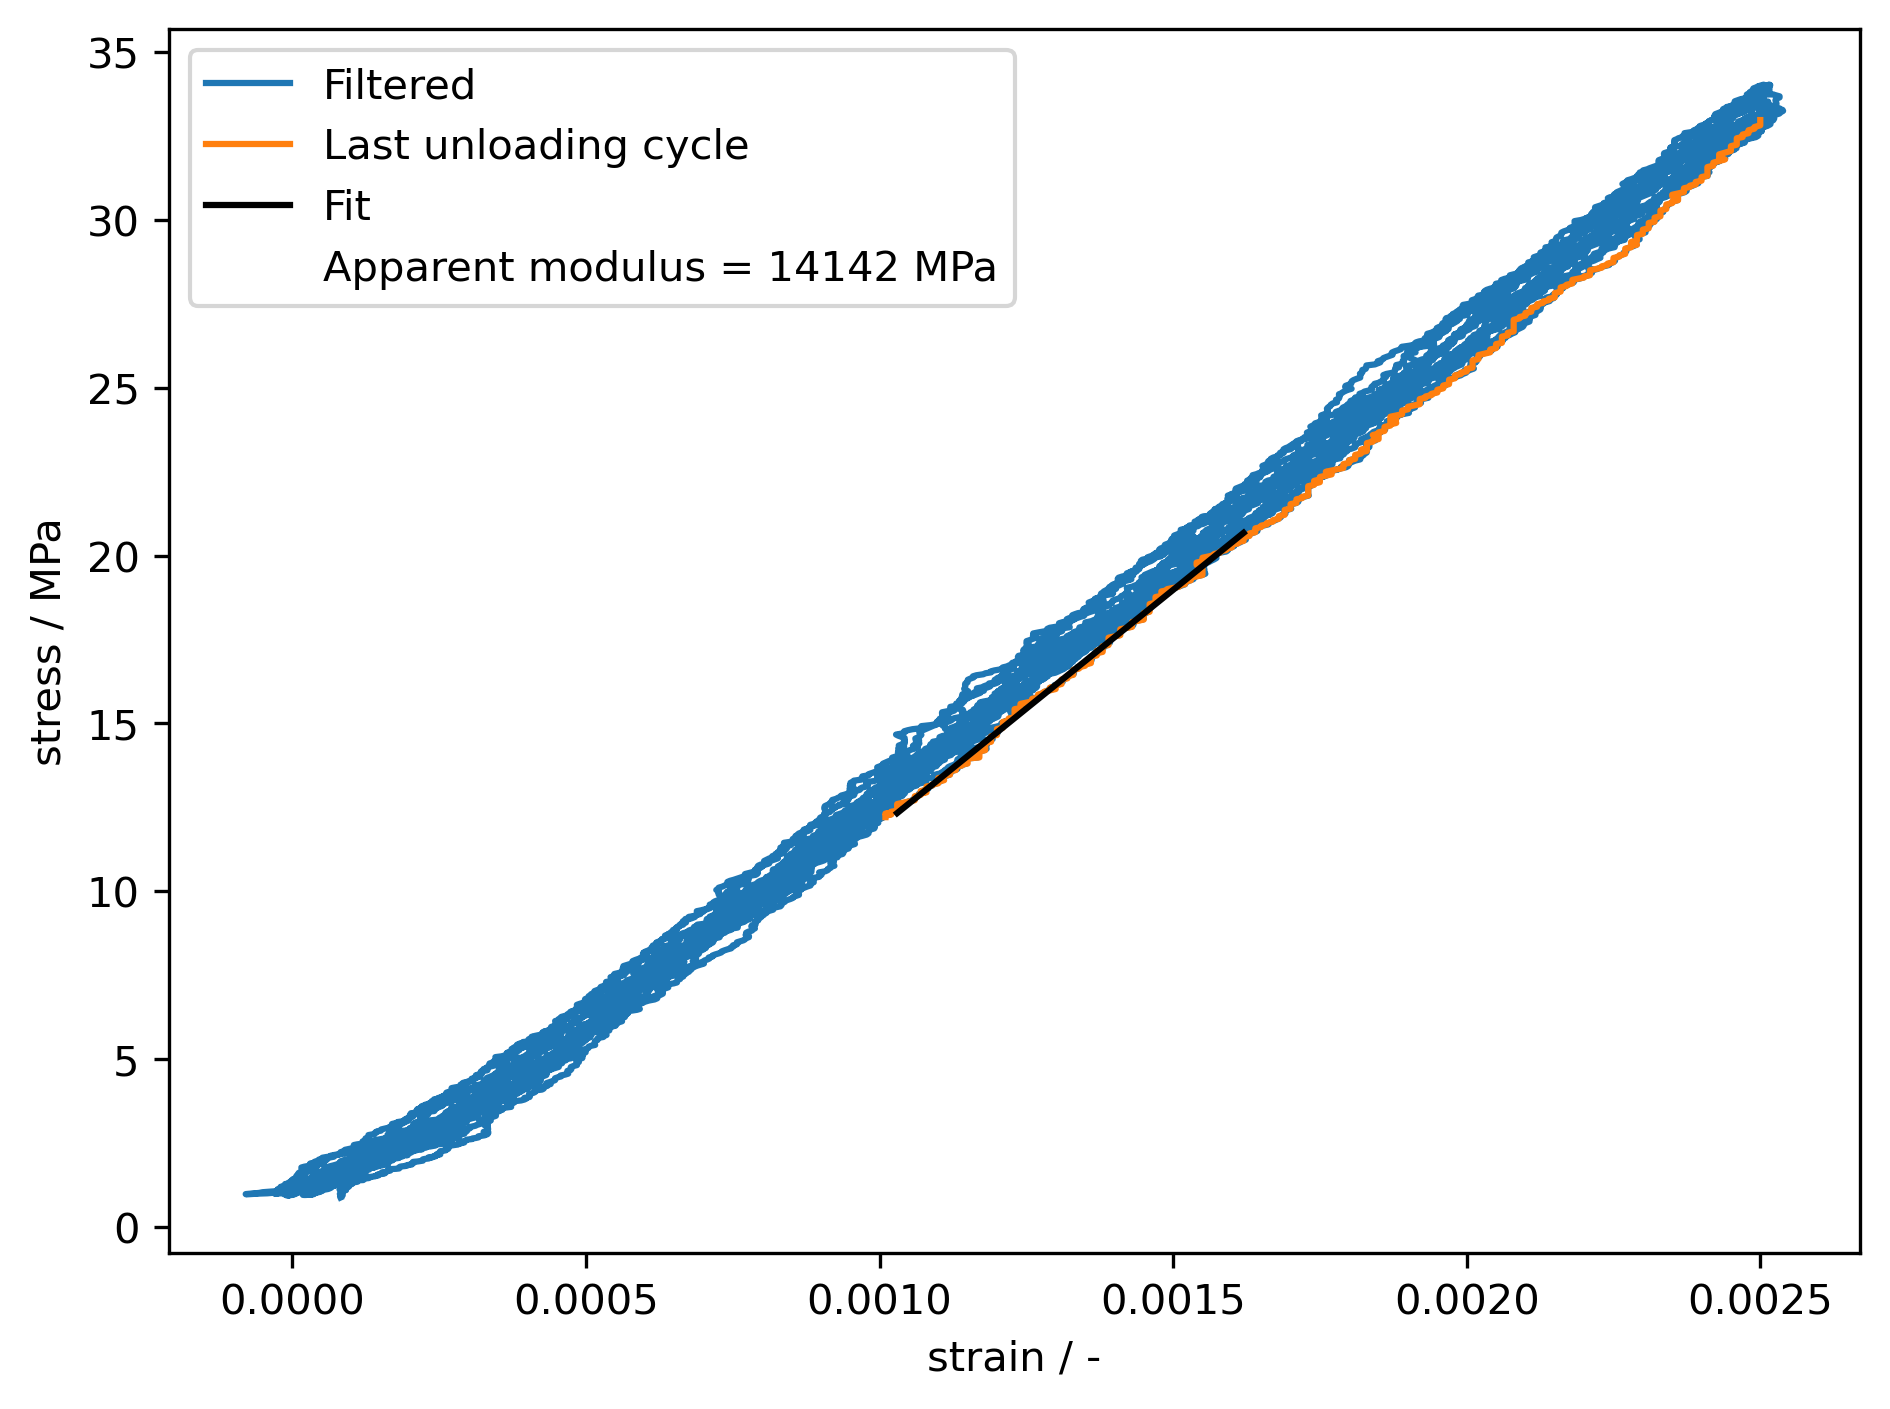 35
30
25
20
15
10
5
0
stress / MPa
Filtered
Last unloading cycle
Fit
Apparent modulus = 14142 MPa
0.0000 0.0005 0.0010 0.0015 0.0020 0.0025
strain / -